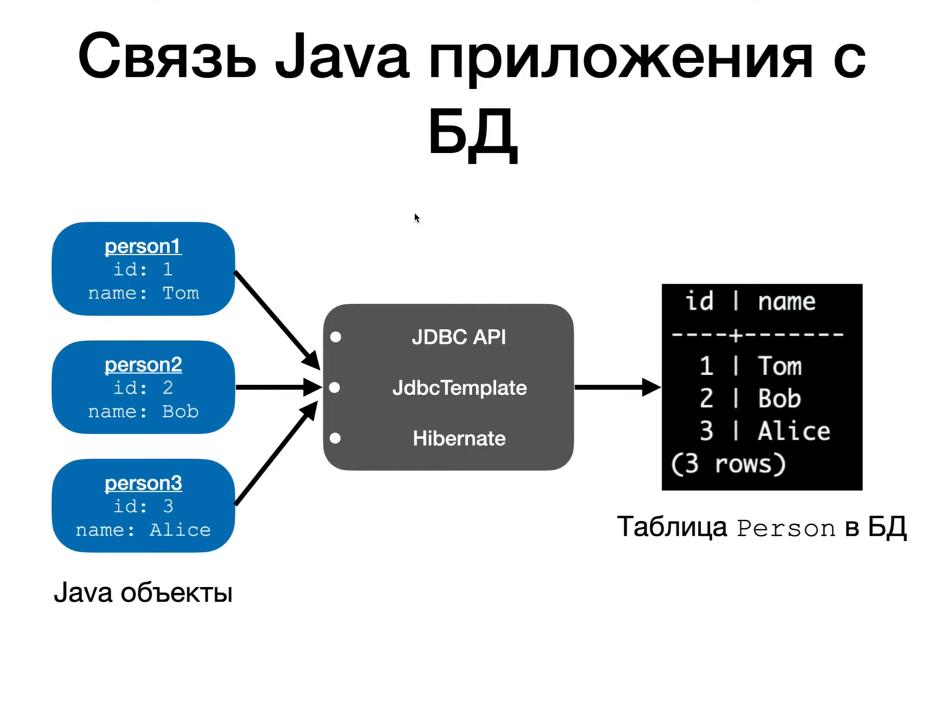 Связь Java приложения с
БД
person1
id: 1
name: Tom
person2
id: 2
name: Bob
person3
id: 3
name: Alice
Java объекты
JDBC API
JdbcTemplate
Hibernate
id | name
----+-------
1 | Tom
2 | Bob
3 | Alice
(3 rows)
Таблица Person в БД